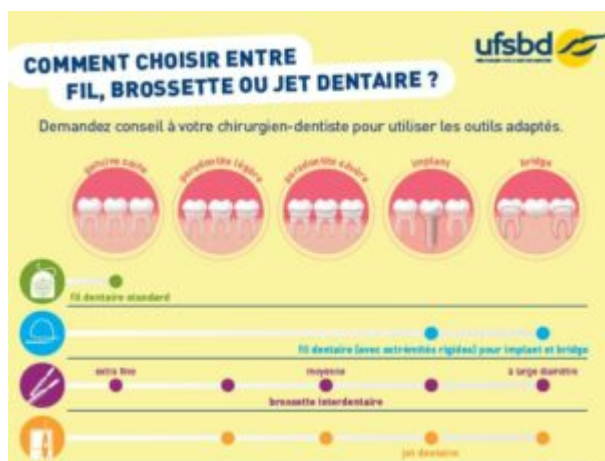 ufsbd
COMMENT CHOISIR ENTRE
FIL, BROSSETTE OU JET DENTAIRE ?
Demandez conseil à votre chirurgien-dentiste pour utiliser les outils adaptés.
gencive saine
parodontite légère
parodontite sévère
implant
bridge
fil dentaire standard
fil dentaire (avec extrémités rigides) pour implant et bridge
extra fine
moyenne
à large diamètre
brossette interdentaire
jet dentaire